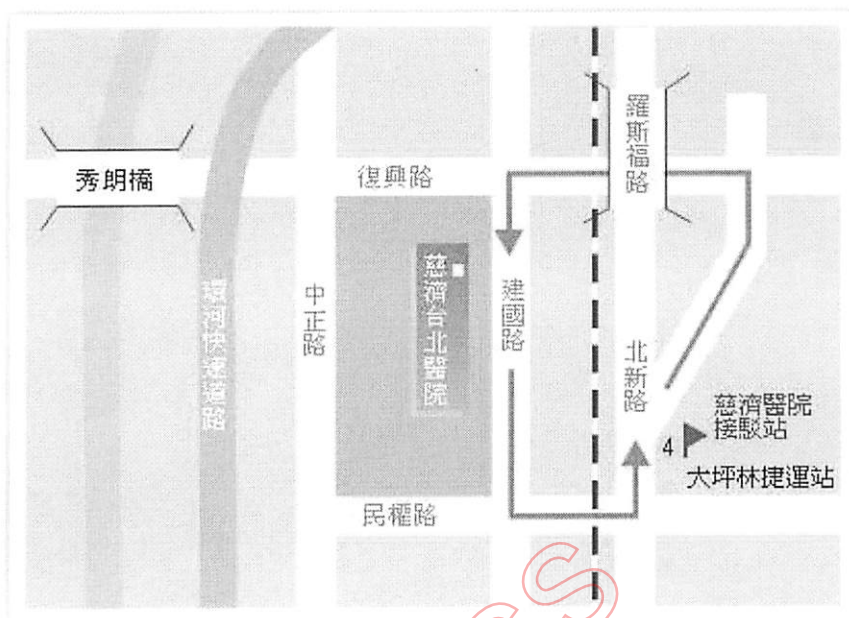 羅斯福路
秀朗橋
復興路
慈濟台北醫院
建國路
中正路
環河快速道路
北新路
慈濟醫院
接駁站
4
大坪林捷運站
民權路
CS